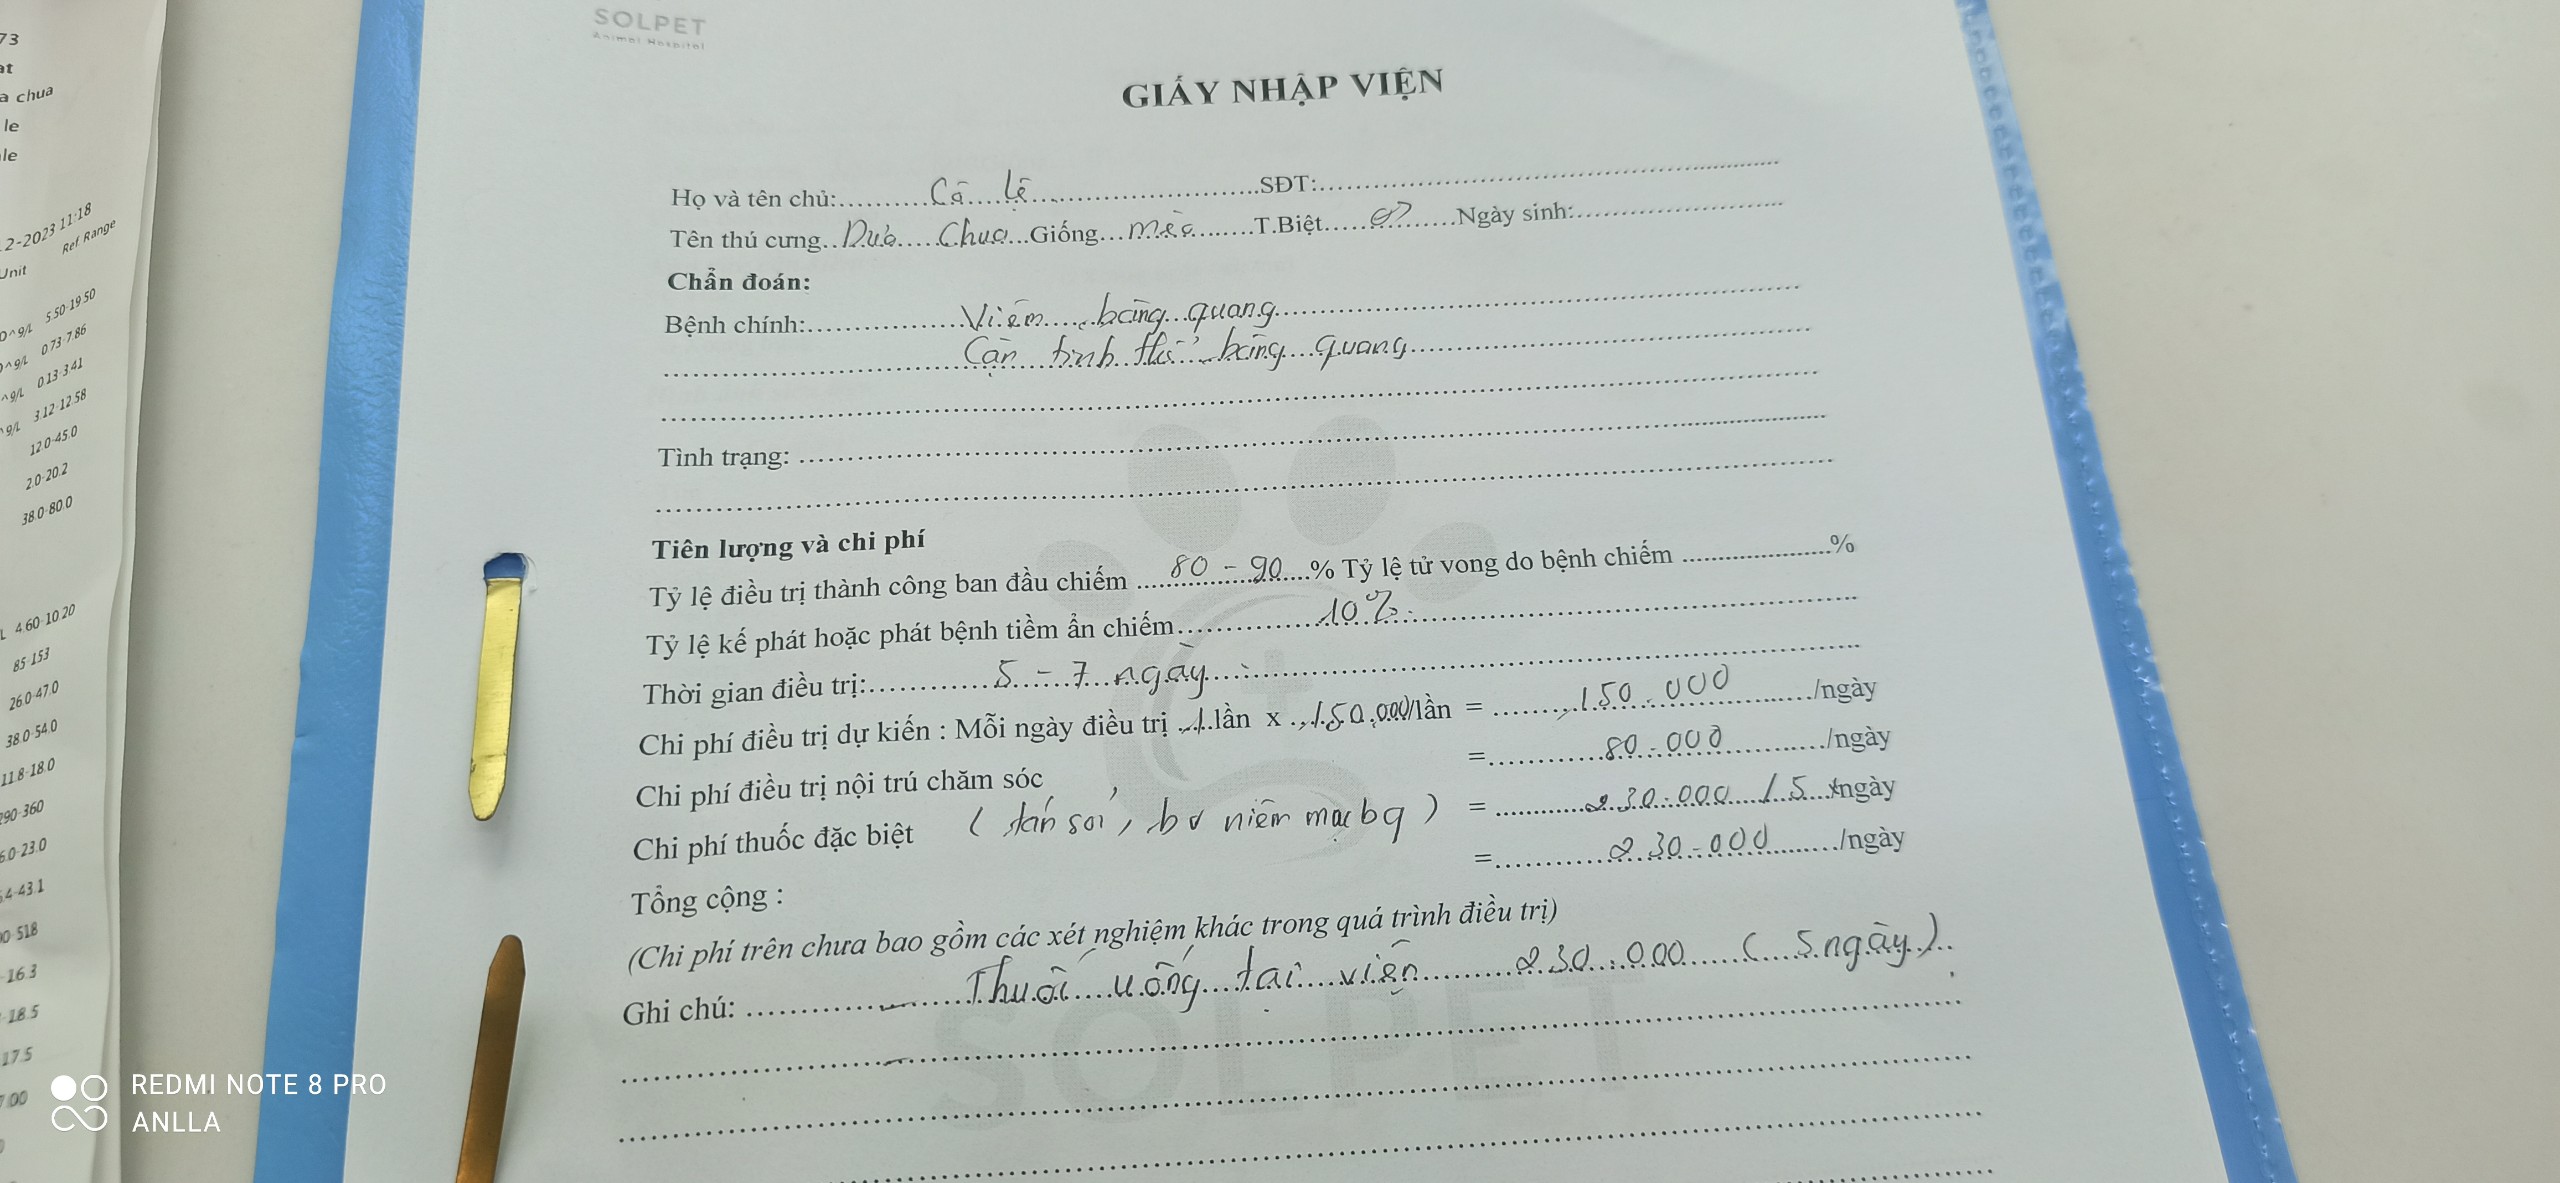 SOLPET
Animal Hospital
GIẤY NHẬP VIỆN
Họ và tên chủ:..........Cô....lệ..............................SĐT:..............................
Tên thú cưng..Dưa.....Chua...Giống...mèo........T.Biệt...........Ngày sinh:..............................
Chẩn đoán:
Bệnh chính:................Viêm.....bàng...quang..............................
Cặn tinh thể bàng quang
Tình trạng:
Tiên lượng và chi phí
Tỷ lệ điều trị thành công ban đầu chiếm ....80 - 90....% Tỷ lệ tử vong do bệnh chiếm ......................%
Tỷ lệ kế phát hoặc phát bệnh tiềm ẩn chiếm..............10%..............................
Thời gian điều trị:.............5 - 7 ngày..............................
Chi phí điều trị dự kiến : Mỗi ngày điều trị ..1..lần x ..150.000/lần = .........150.000........./ngày
Chi phí điều trị nội trú chăm sóc =............80.000............/ngày
Chi phí thuốc đặc biệt ( tán sỏi, bv niêm mạc bq ) = ............230.000..../.5...ngày
Tổng cộng : =..............230.000........./ngày
(Chi phí trên chưa bao gồm các xét nghiệm khác trong quá trình điều trị)
Ghi chú: ....................Thuốc....uống....tại....viện..........230.000......(....5 ngày)..
73
at
a chua
le
le
2-2023 11:18
Unit Ref. Range
0^9/L 5.50-19.50
^9/L 0.73-7.86
^9/L 0.13-3.41
^9/L 3.12-12.58
12.0-45.0
2.0-20.2
38.0-80.0
L 4.60-10.20
85-153
26.0-47.0
38.0-54.0
11.8-18.0
290-360
6.0-23.0
4-43.1
0-518
-16.3
-18.5
-17.5
7.00
REDMI NOTE 8 PRO
ANLLA
SOLPET